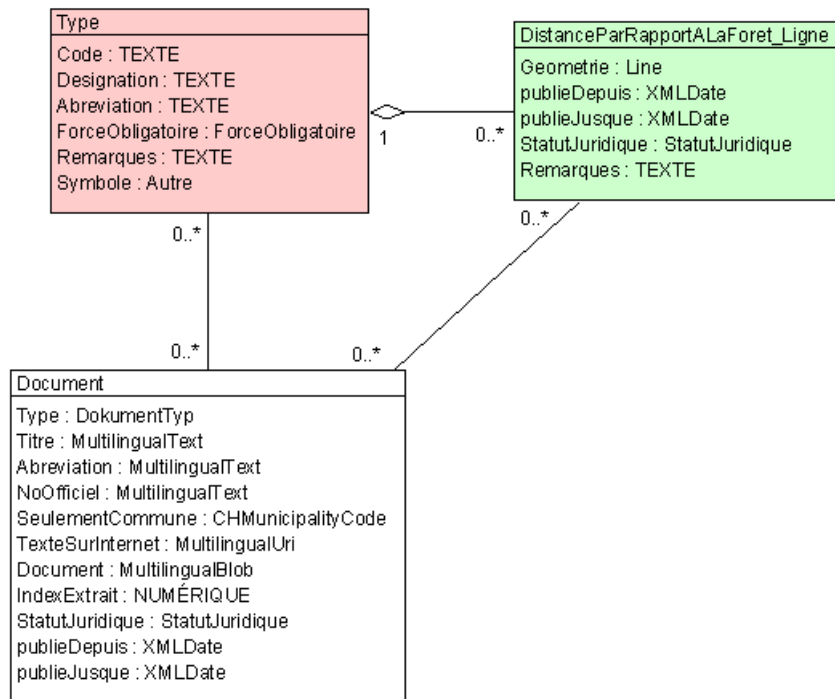 Type
Code : TEXTE
Designation : TEXTE
Abreviation : TEXTE
ForceObligatoire : ForceObligatoire
Remarques : TEXTE
Symbole : Autre
DistanceParRapportALaForet_Ligne
Geometrie : Line
publieDepuis : XMLDate
publieJusque : XMLDate
StatutJuridique : StatutJuridique
Remarques : TEXTE
1
0..*
0..*
0..*
0..*
0..*
Document
Type : DokumentTyp
Titre : MultilingualText
Abreviation : MultilingualText
NoOfficiel : MultilingualText
SeulementCommune : CHMunicipalityCode
TexteSurInternet : MultilingualUri
Document : MultilingualBlob
IndexExtrait : NUMÉRIQUE
StatutJuridique : StatutJuridique
publieDepuis : XMLDate
publieJusque : XMLDate